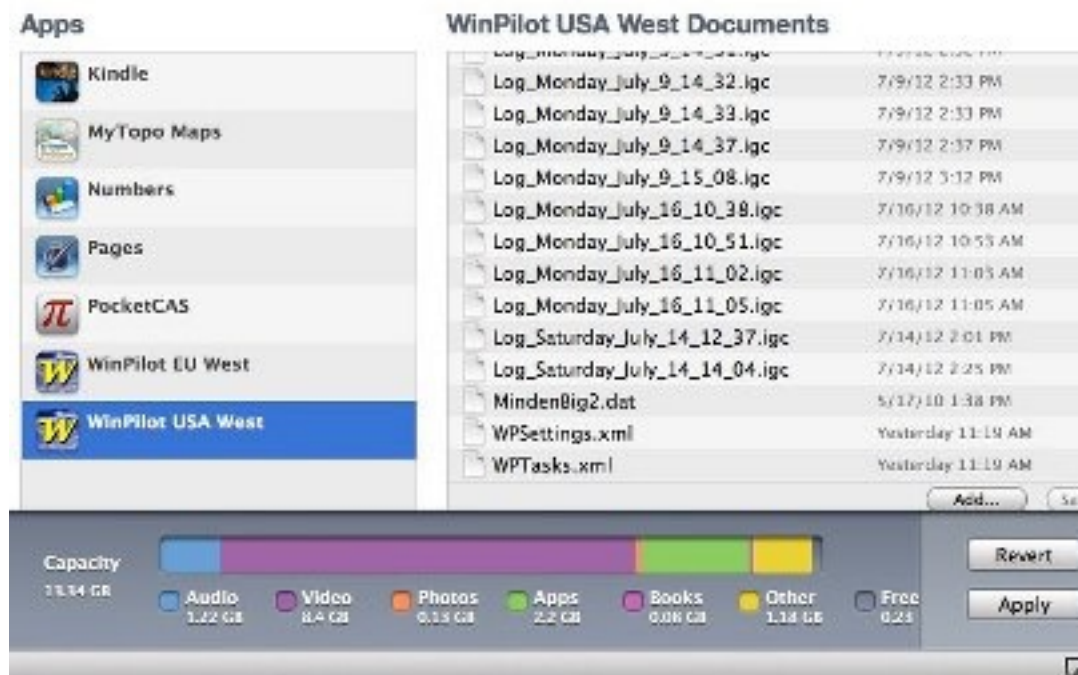 Apps
Kindle
MyTopo Maps
Numbers
Pages
PocketCAS
WinPilot EU West
WinPilot USA West
WinPilot USA West Documents
Log_Monday_July_9_14_32.igc 7/9/12 2:33 PM
Log_Monday_July_9_14_33.igc 7/9/12 2:33 PM
Log_Monday_July_9_14_37.igc 7/9/12 2:37 PM
Log_Monday_July_9_15_08.igc 7/9/12 3:12 PM
Log_Monday_July_16_10_38.igc 7/16/12 10:38 AM
Log_Monday_July_16_10_51.igc 7/16/12 10:53 AM
Log_Monday_July_16_11_02.igc 7/16/12 11:03 AM
Log_Monday_July_16_11_05.igc 7/16/12 11:05 AM
Log_Saturday_July_14_12_37.igc 7/14/12 2:01 PM
Log_Saturday_July_14_14_04.igc 7/14/12 2:25 PM
MindenBig2.dat 5/17/10 1:38 PM
WPSettings.xml Yesterday 11:19 AM
WPTasks.xml Yesterday 11:19 AM
Add...
Capacity
13.34 GB
Audio
1.22 GB
Video
8.4 GB
Photos
0.13 GB
Apps
2.2 GB
Books
0.06 GB
Other
1.18 GB
Free
0.23
Revert
Apply